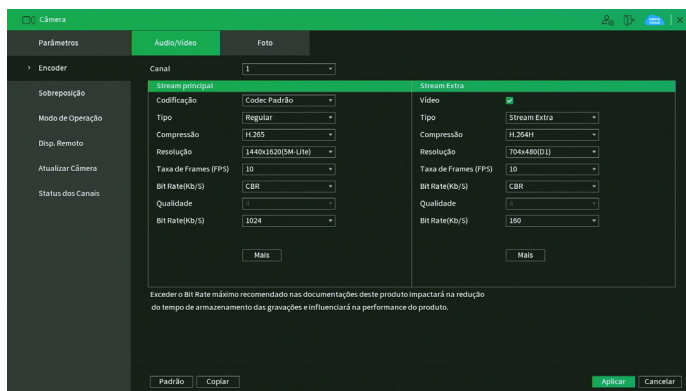 Câmera
Parâmetros
Áudio/Vídeo Foto
Encoder
Canal 1
Sobreposição
Stream principal Stream Extra
Codificação Codec Padrão Vídeo
Modo de Operação
Tipo Regular Tipo Stream Extra
Disp. Remoto
Compressão H.265 Compressão H.264H
Resolução 1440x1620(5M-Lite) Resolução 704x480(D1)
Atualizar Câmera
Taxa de Frames (FPS) 10 Taxa de Frames (FPS) 10
Status dos Canais
Bit Rate(Kb/S) CBR Bit Rate(Kb/S) CBR
Qualidade 4 Qualidade 4
Bit Rate(Kb/S) 1024 Bit Rate(Kb/S) 160
Mais Mais
Exceder o Bit Rate máximo recomendado nas documentações deste produto impactará na redução
do tempo de armazenamento das gravações e influenciará na performance do produto.
Padrão Copiar Aplicar Cancelar